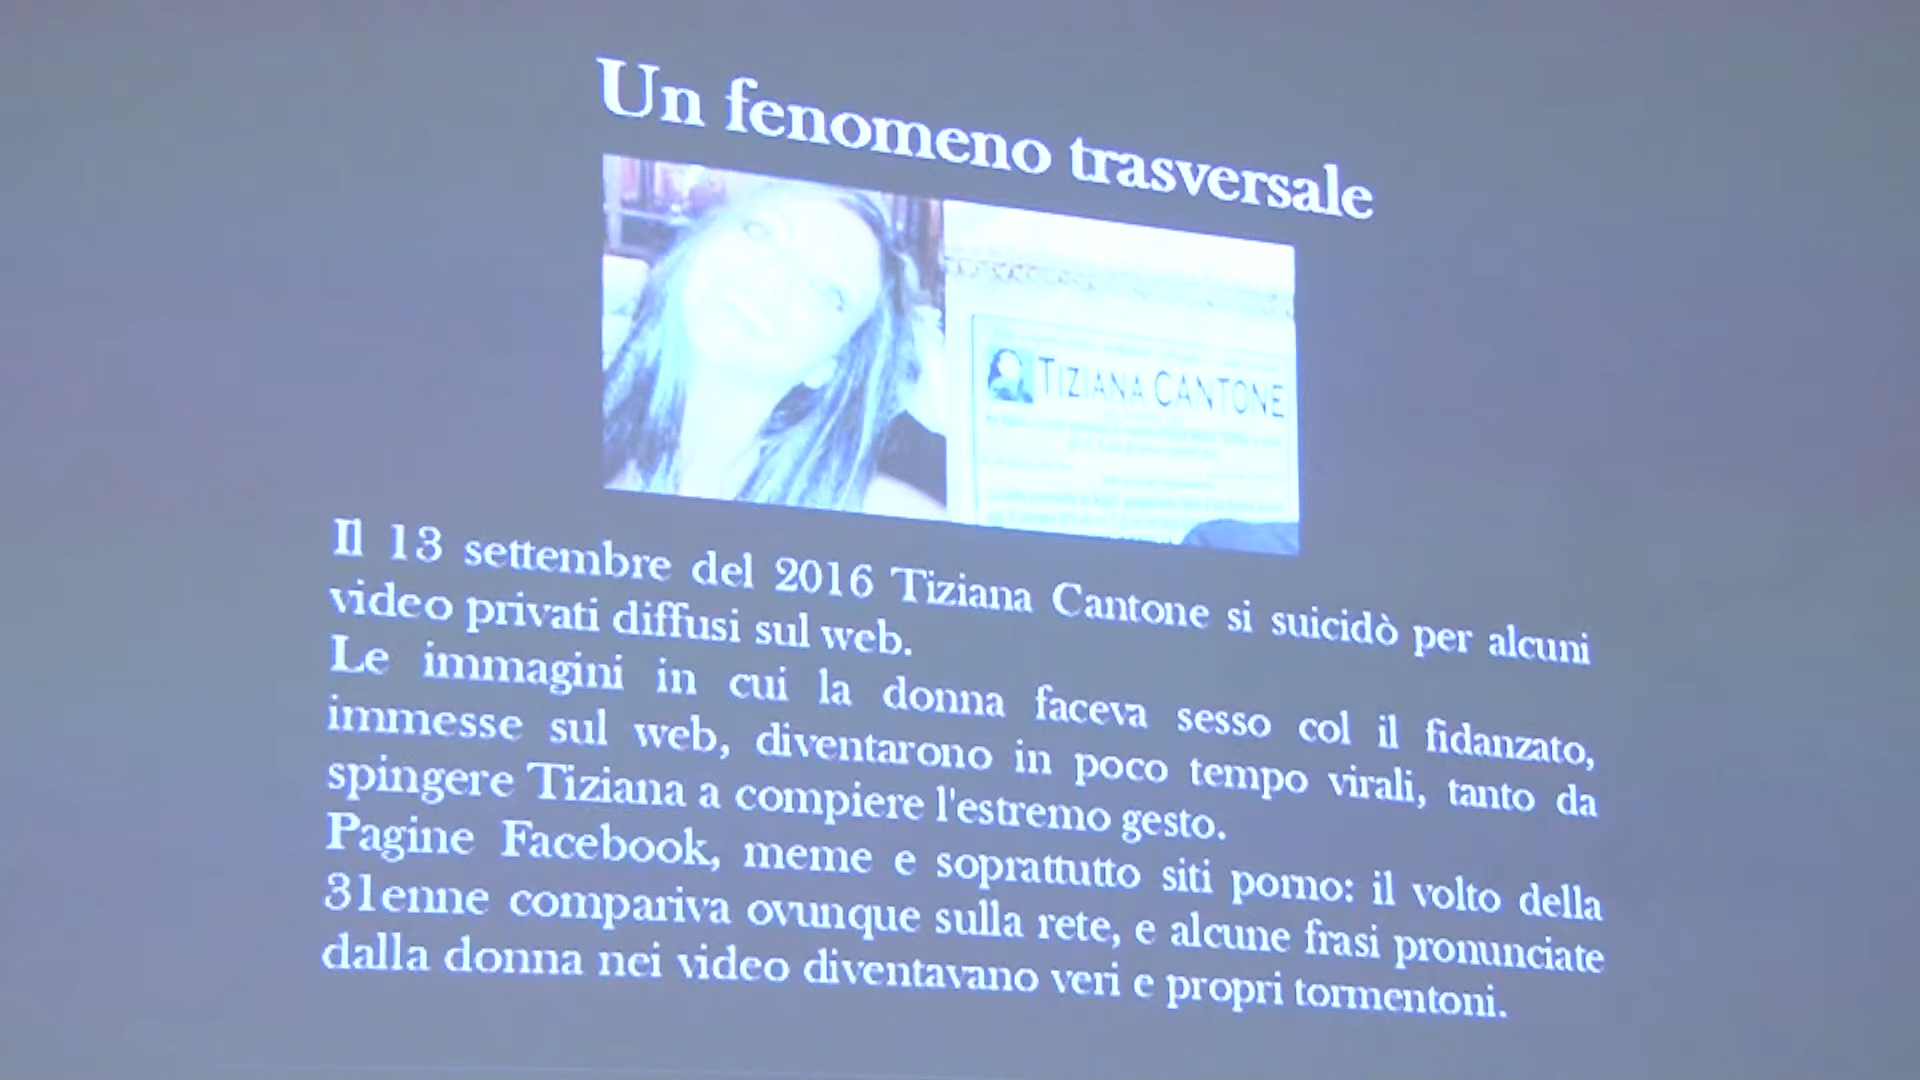 Un fenomeno trasversale
TIZIANA CANTONE
Il 13 settembre del 2016 Tiziana Cantone si suicidò per alcuni
video privati diffusi sul web.
Le immagini in cui la donna faceva sesso col il fidanzato,
immesse sul web, diventarono in poco tempo virali, tanto da
spingere Tiziana a compiere l'estremo gesto.
Pagine Facebook, meme e soprattutto siti porno: il volto della
31enne compariva ovunque sulla rete, e alcune frasi pronunciate
dalla donna nei video diventavano veri e propri tormentoni.